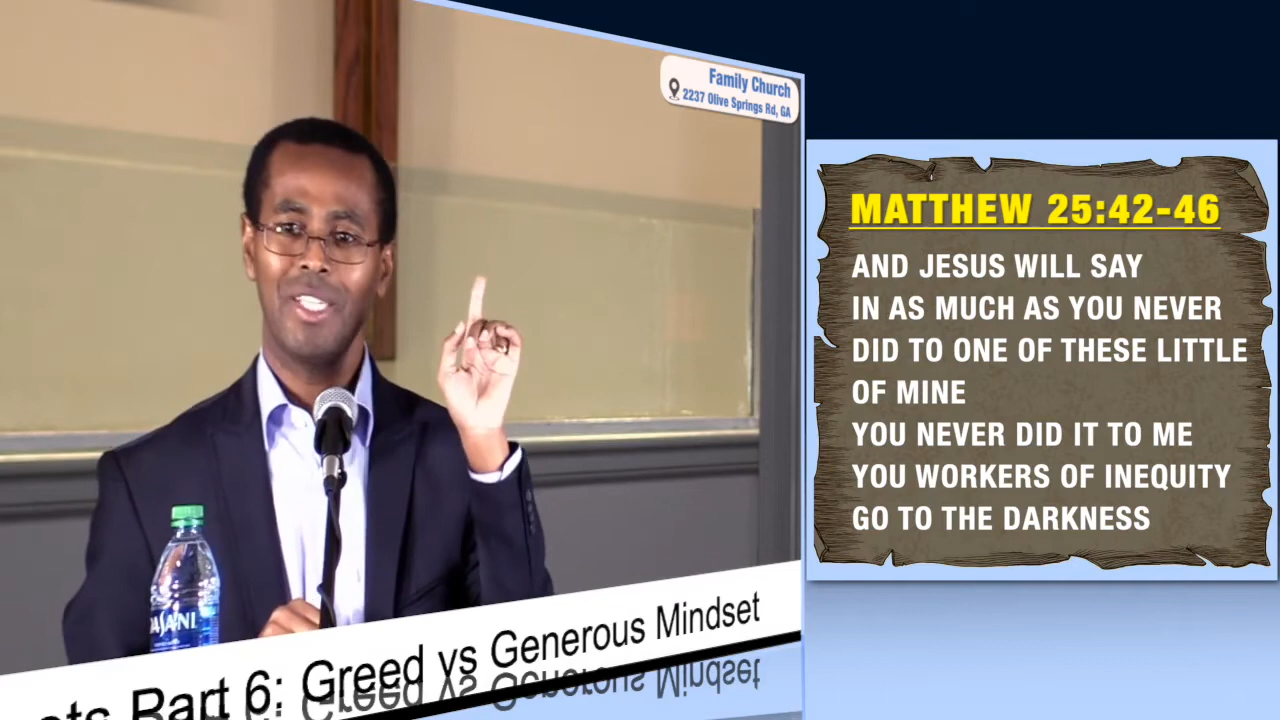 Family Church
2237 Olive Springs Rd, GA
MATTHEW 25:42-46
AND JESUS WILL SAY
IN AS MUCH AS YOU NEVER
DID TO ONE OF THESE LITTLE
OF MINE
YOU NEVER DID IT TO ME
YOU WORKERS OF INEQUITY
GO TO THE DARKNESS
DASANI
Part 6: Greed vs Generous Mindset